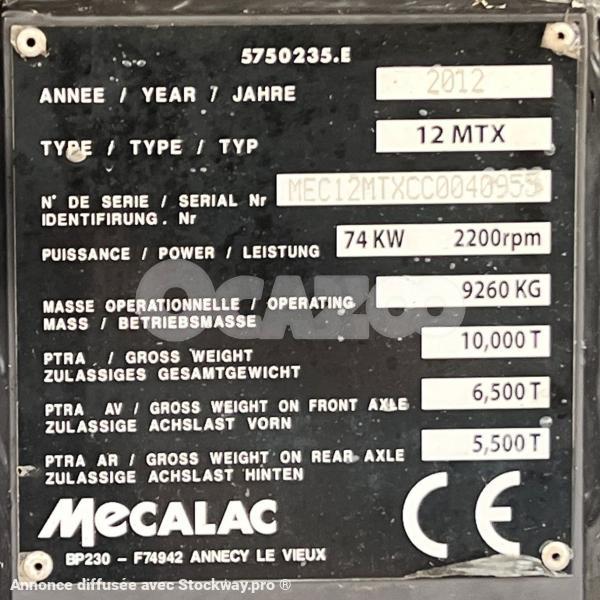 5750235.E
ANNEE / YEAR / JAHRE 2012
TYPE / TYPE / TYP 12 MTX
N° DE SERIE / SERIAL Nr MEC12MTXCC0040955
IDENTIFIRUNG. Nr
PUISSANCE / POWER / LEISTUNG 74 KW 2200rpm
OCAZOO
MASSE OPERATIONNELLE / OPERATING 9260 KG
MASS / BETRIEBSMASSE
PTRA / GROSS WEIGHT 10,000 T
ZULASSIGES GESAMTGEWICHT
PTRA AV / GROSS WEIGHT ON FRONT AXLE 6,500 T
ZULASSIGE ACHSLAST VORN
PTRA AR / GROSS WEIGHT ON REAR AXLE 5,500 T
ZULASSIGE ACHSLAST HINTEN
MECALAC CE
BP230 - F74942 ANNECY LE VIEUX
Annonce diffusée avec Stockway.pro ®